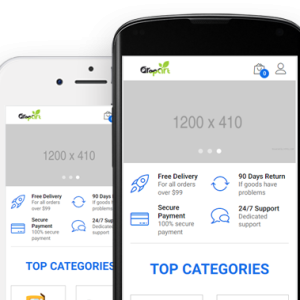 0
1200 x 410
Free Delivery
For all orders
over $99
90 Days
If goods have
problems
Secure
Payment
100% secure
payment
24/7 Sup
Dedicated
support
TOP CATEGORIES
0
1200 x 410
Free Delivery
For all orders
over $99
90 Days Return
If goods have
problems
Secure
Payment
100% secure
payment
24/7 Support
Dedicated
support
TOP CATEGORIES